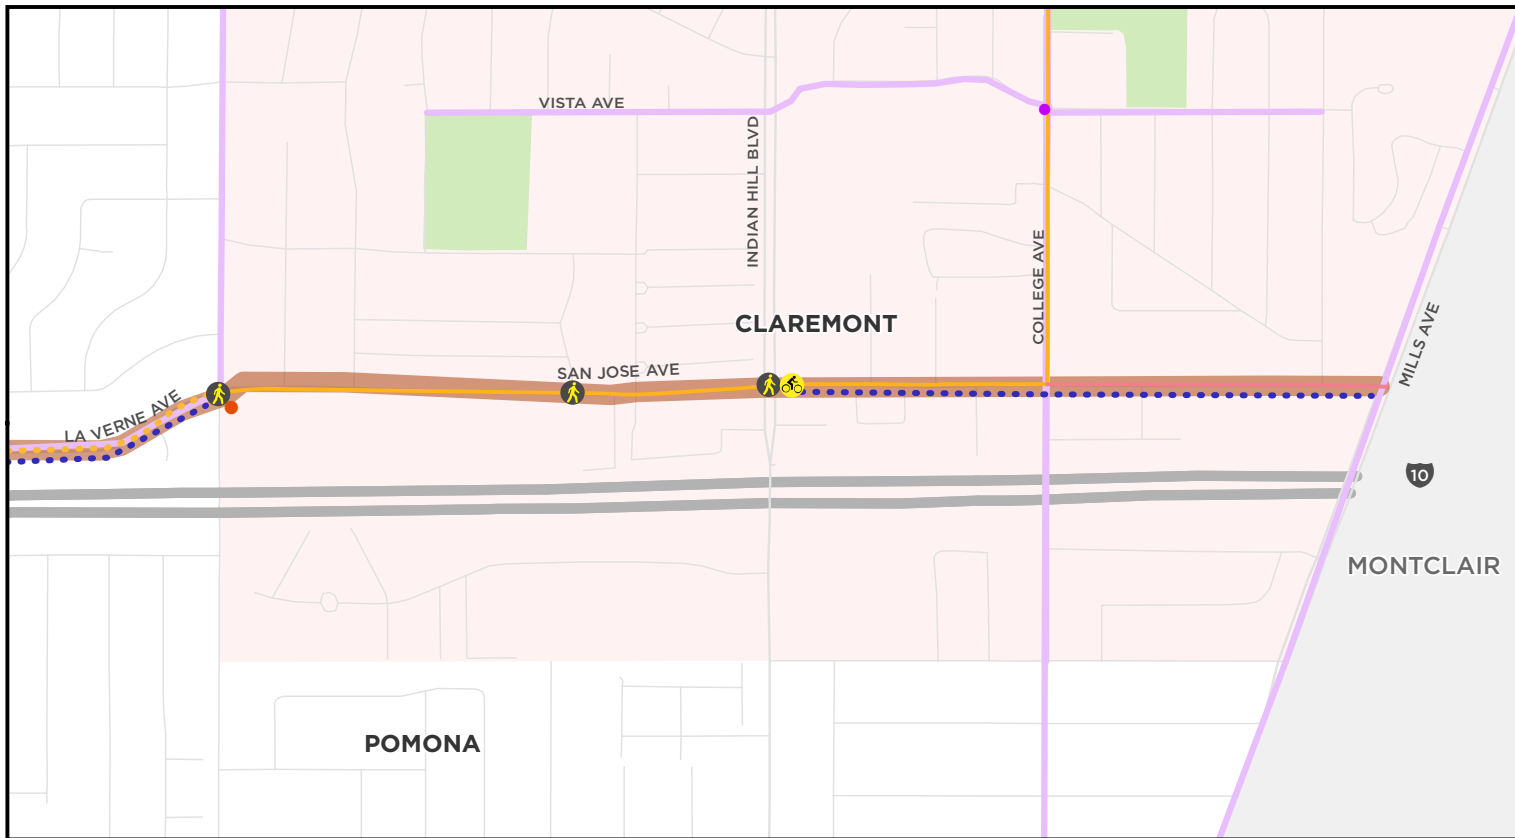 VISTA AVE
INDIAN HILL BLVD
COLLEGE AVE
CLAREMONT
MILLS AVE
SAN JOSE AVE
LA VERNE AVE
10
MONTCLAIR
POMONA